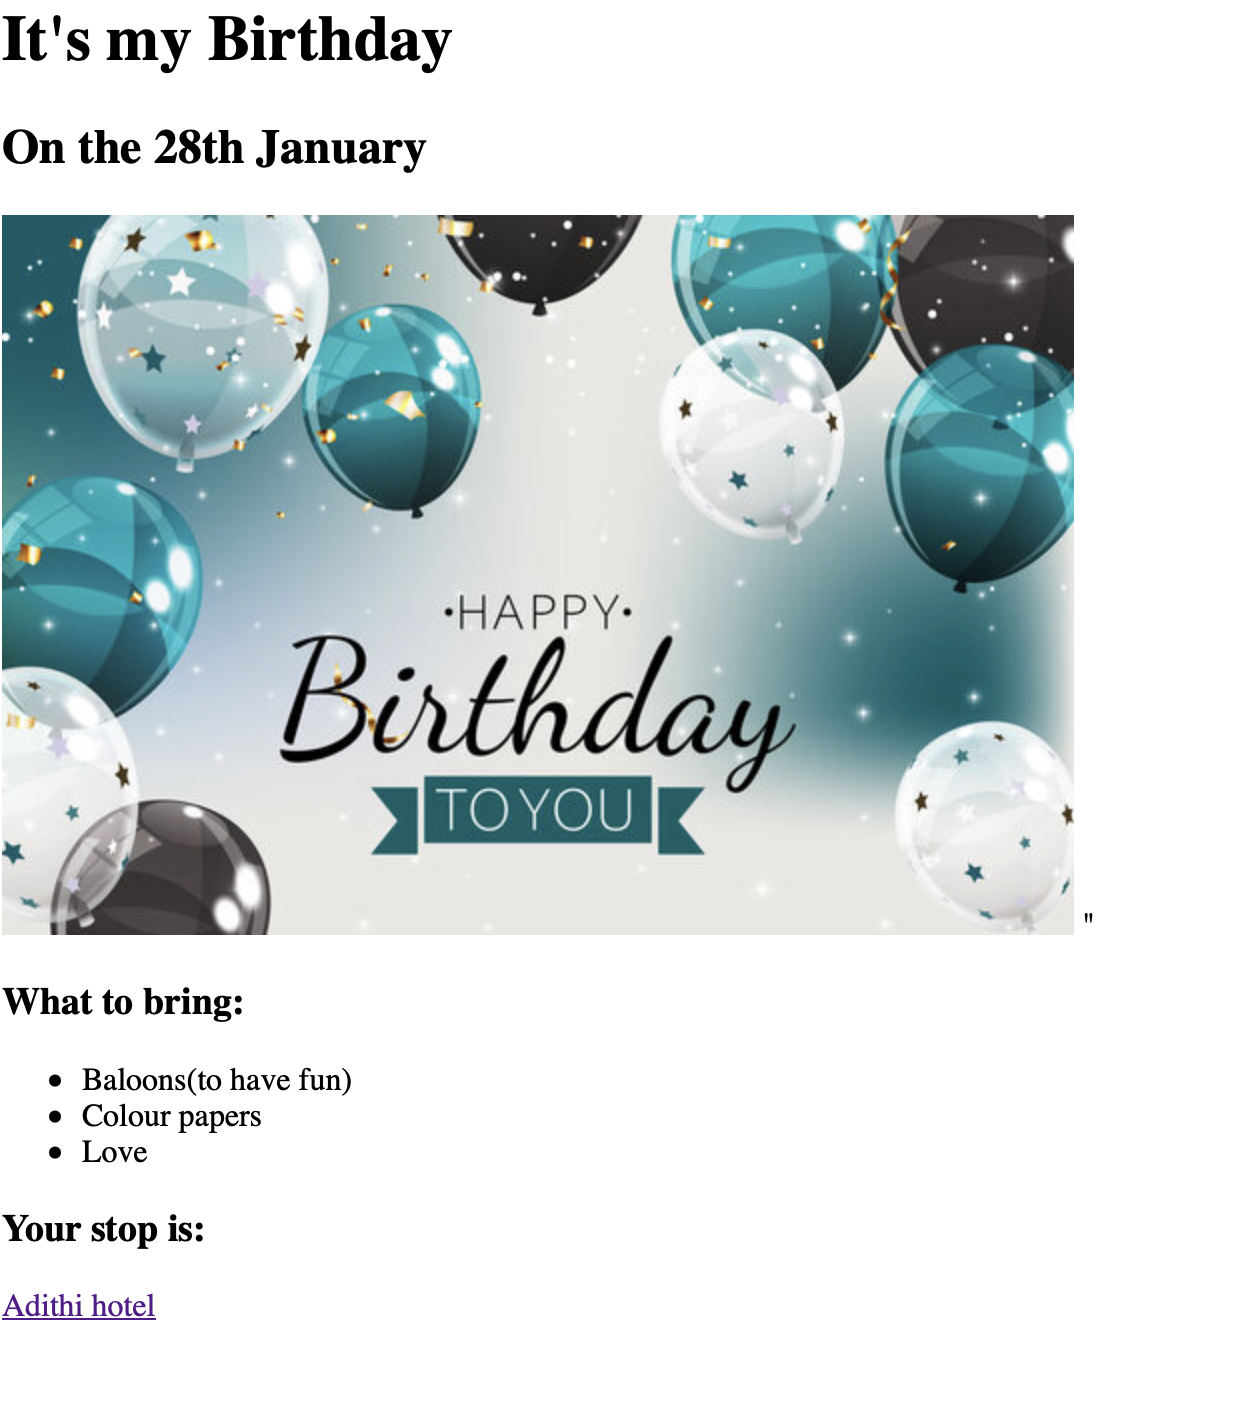 It's my Birthday
On the 28th January
•HAPPY•
Birthday
TO YOU
"
What to bring:
• Baloons(to have fun)
• Colour papers
• Love
Your stop is:
Adithi hotel